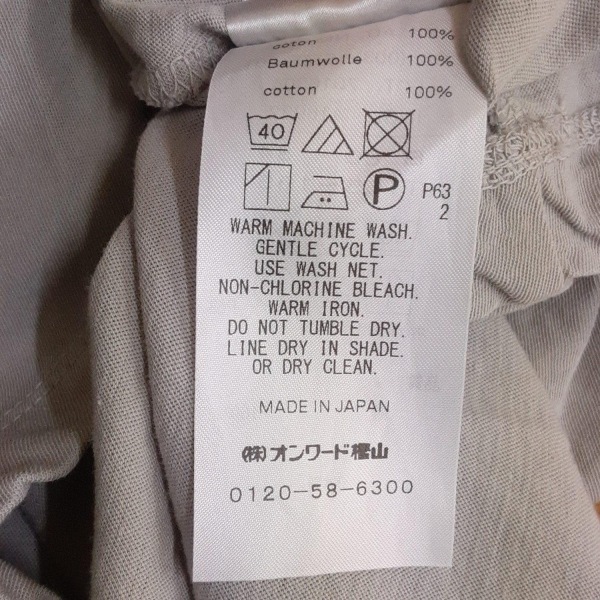 coton 100%
Baumwolle 100%
cotton 100%
40
P P63
2
WARM MACHINE WASH.
GENTLE CYCLE.
USE WASH NET.
NON-CHLORINE BLEACH.
WARM IRON.
DO NOT TUMBLE DRY.
LINE DRY IN SHADE.
OR DRY CLEAN.
MADE IN JAPAN
㈱オンワード樫山
0120-58-6300